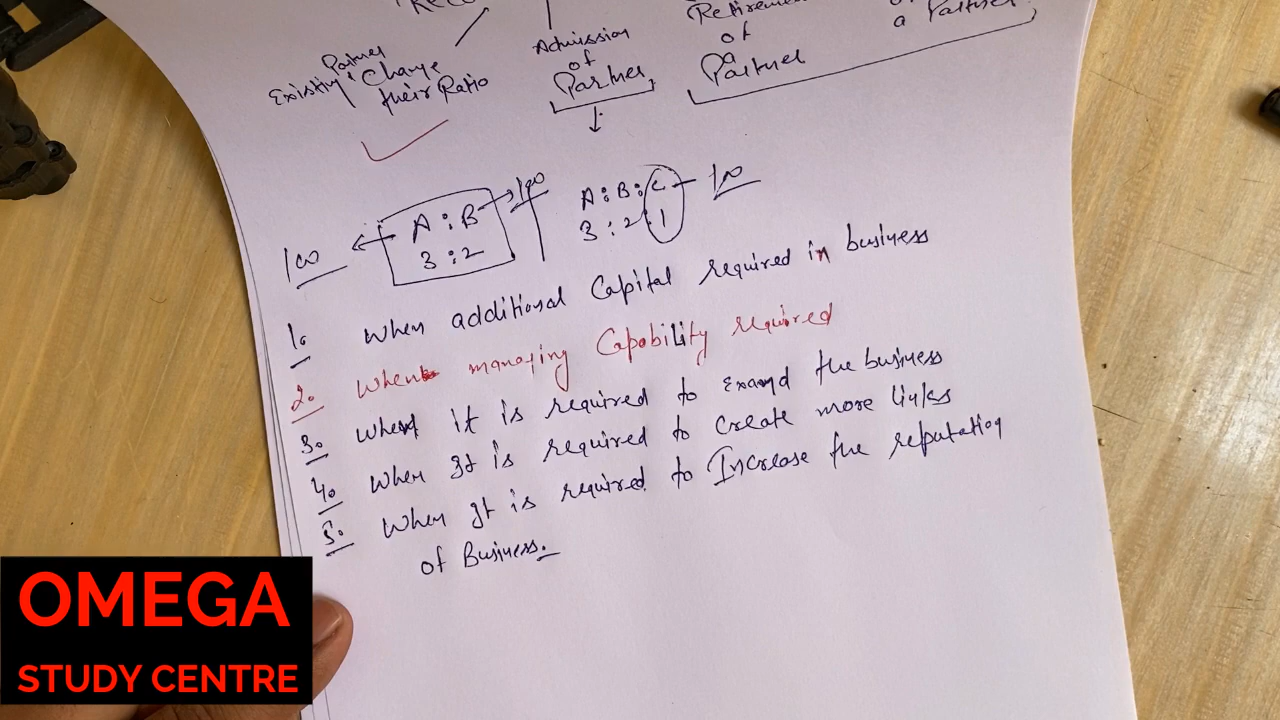 Retirement
of
a
Partner
a Partner
Admission
of
Partner
Partner
Existing Change
their Ratio
A : B
3 : 2
100
100
A : B : C
3 : 2 : 1
100
1. When additional Capital required in business
2. When managing Capability required
3. When it is required to Exand the business
4. When It is required to Create more links
5. When It is required to Increase the reputation
of Business.
OMEGA
STUDY CENTRE